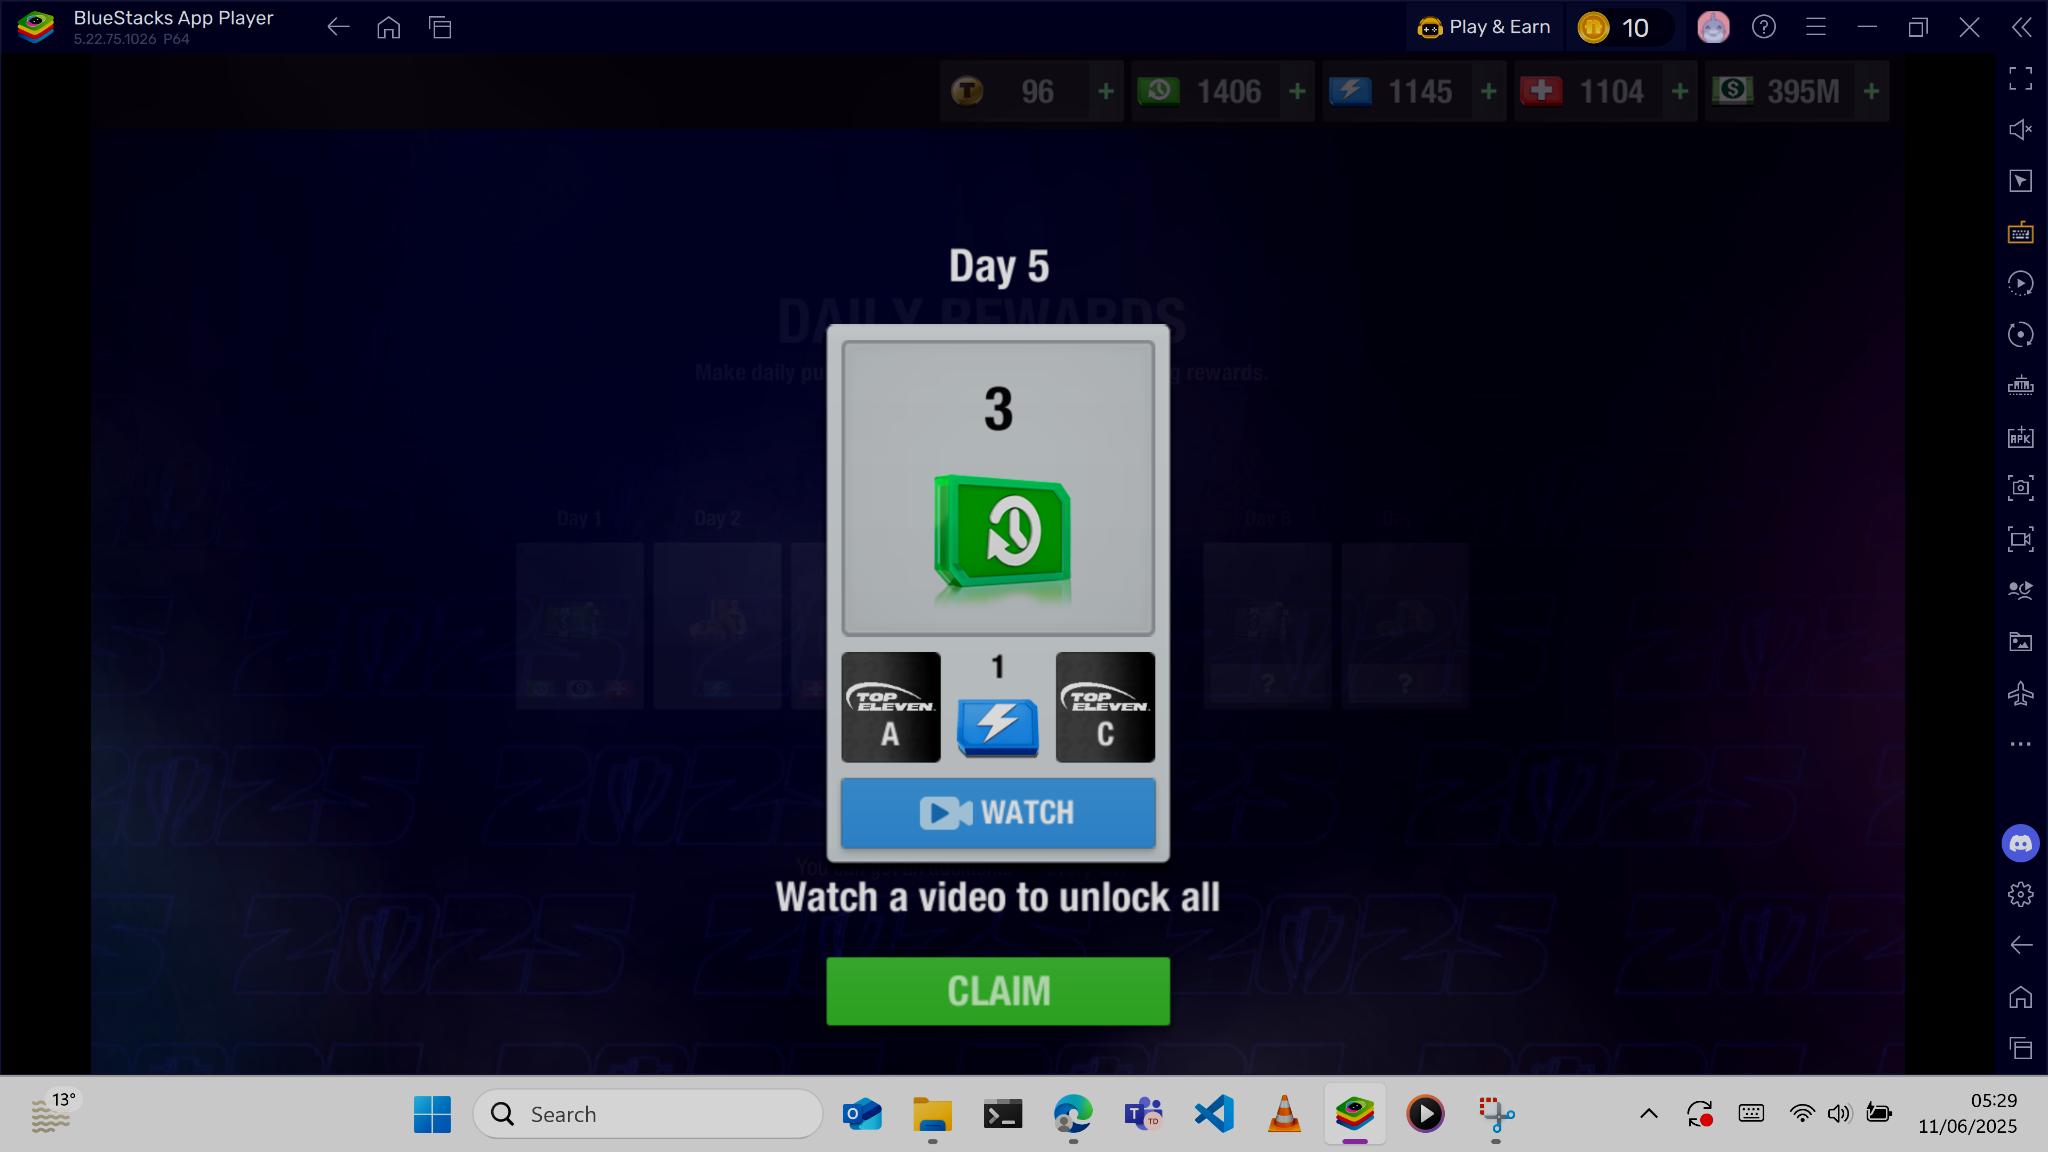 BlueStacks App Player
5.22.75.1026 P64
Play & Earn
10
96
1406
1145
1104
395M
Day 5
DAILY REWARDS
Make daily pu
g rewards.
3
Day 1
Day 2
Day 6
TOP ELEVEN
A
1
TOP ELEVEN
C
?
?
WATCH
Watch a video to unlock all
CLAIM
13°
Search
05:29
11/06/2025